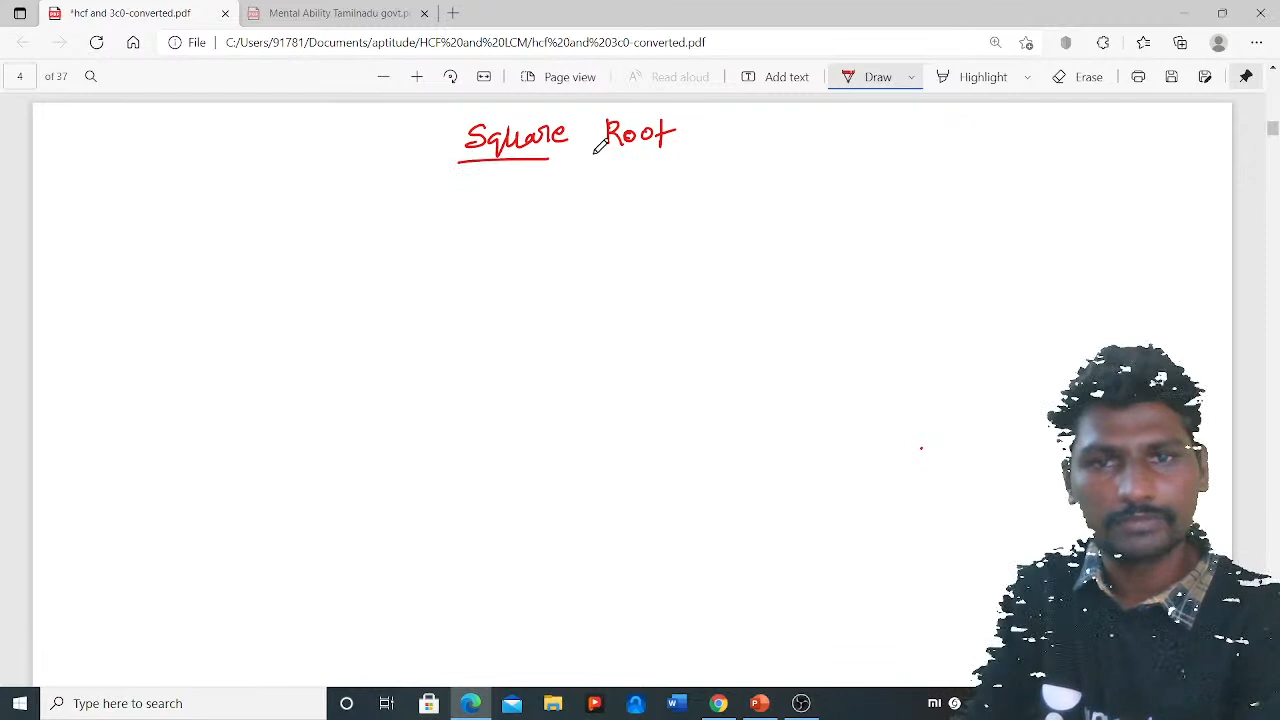 *hcf and 3c0-converted.pdf
Mental Ability Tamilnadu govt.p
File
C:/Users/91781/Documents/aptitude/HCF%20and%20LCM/hcf%20and%203c0-converted.pdf
4 of 37
Page view
Read aloud
Add text
Draw
Highlight
Erase
Square Root
Type here to search
mi